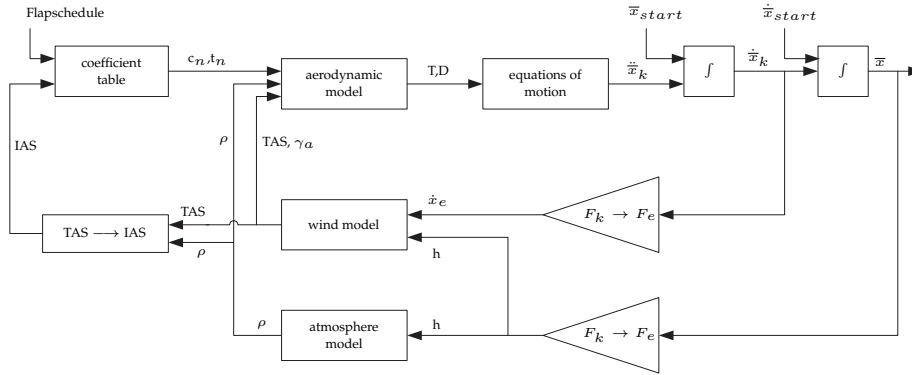 Flapschedule
x̅start
ẋ̅start
coefficient
table
cn,tn
aerodynamic
model
T,D
equations of
motion
ẍ̅k
∫
ẋ̅k
∫
x̅
IAS
ρ
TAS, γa
TAS ⟶ IAS
TAS
ρ
wind model
ẋe
h
Fk → Fe
ρ
atmosphere
model
h
Fk → Fe